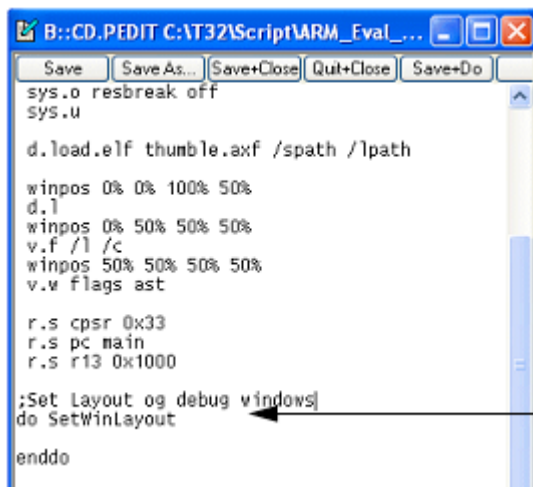 B::CD.PEDIT C:\T32\Script\ARM_Eval_...
Save Save As... Save+Close Quit+Close Save+Do
sys.o resbreak off
sys.u
d.load.elf thumble.axf /spath /lpath
winpos 0% 0% 100% 50%
d.l
winpos 0% 50% 50% 50%
v.f /l /c
winpos 50% 50% 50% 50%
v.w flags ast
r.s cpsr 0x33
r.s pc main
r.s r13 0x1000
;Set Layout og debug windows
do SetWinLayout
enddo